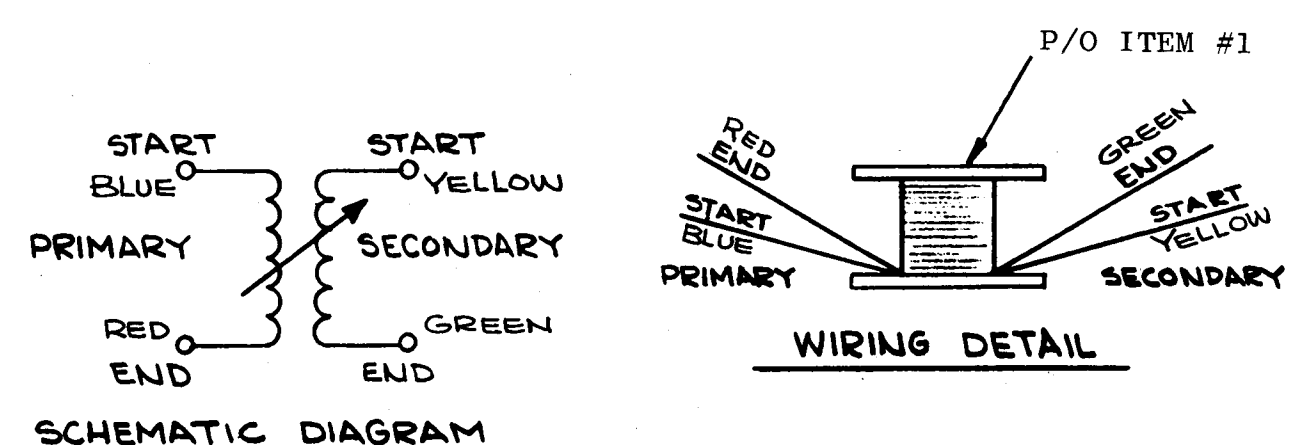 START
BLUE
PRIMARY
RED
END
START
YELLOW
SECONDARY
GREEN
END
SCHEMATIC DIAGRAM
P/O ITEM #1
RED
END
START
BLUE
PRIMARY
GREEN
END
START
YELLOW
SECONDARY
WIRING DETAIL